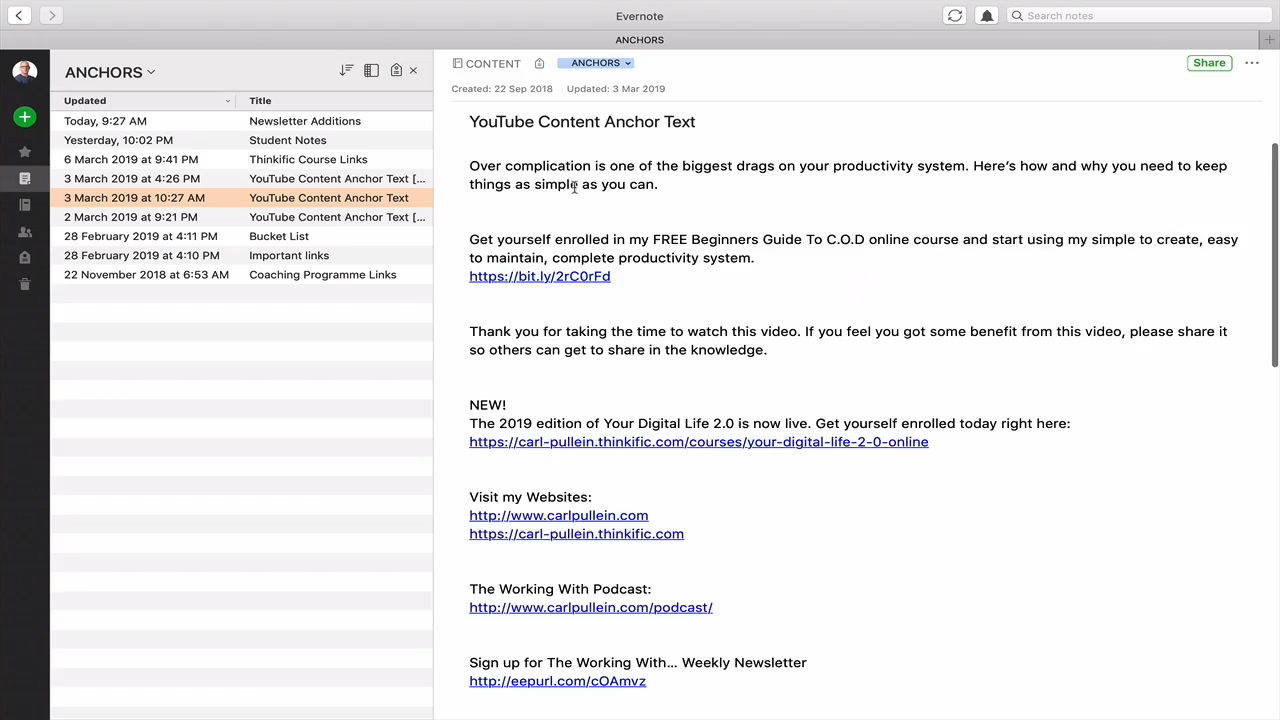 Evernote
Search notes
ANCHORS
ANCHORS
Updated Title
Today, 9:27 AM Newsletter Additions
Yesterday, 10:02 PM Student Notes
6 March 2019 at 9:41 PM Thinkific Course Links
3 March 2019 at 4:26 PM YouTube Content Anchor Text [...
3 March 2019 at 10:27 AM YouTube Content Anchor Text
2 March 2019 at 9:21 PM YouTube Content Anchor Text [...
28 February 2019 at 4:11 PM Bucket List
28 February 2019 at 4:10 PM Important links
22 November 2018 at 6:53 AM Coaching Programme Links
CONTENT ANCHORS Share
Created: 22 Sep 2018 Updated: 3 Mar 2019
YouTube Content Anchor Text
Over complication is one of the biggest drags on your productivity system. Here's how and why you need to keep
things as simple as you can.
Get yourself enrolled in my FREE Beginners Guide To C.O.D online course and start using my simple to create, easy
to maintain, complete productivity system.
https://bit.ly/2rC0rFd
Thank you for taking the time to watch this video. If you feel you got some benefit from this video, please share it
so others can get to share in the knowledge.
NEW!
The 2019 edition of Your Digital Life 2.0 is now live. Get yourself enrolled today right here:
https://carl-pullein.thinkific.com/courses/your-digital-life-2-0-online
Visit my Websites:
http://www.carlpullein.com
https://carl-pullein.thinkific.com
The Working With Podcast:
http://www.carlpullein.com/podcast/
Sign up for The Working With... Weekly Newsletter
http://eepurl.com/cOAmvz